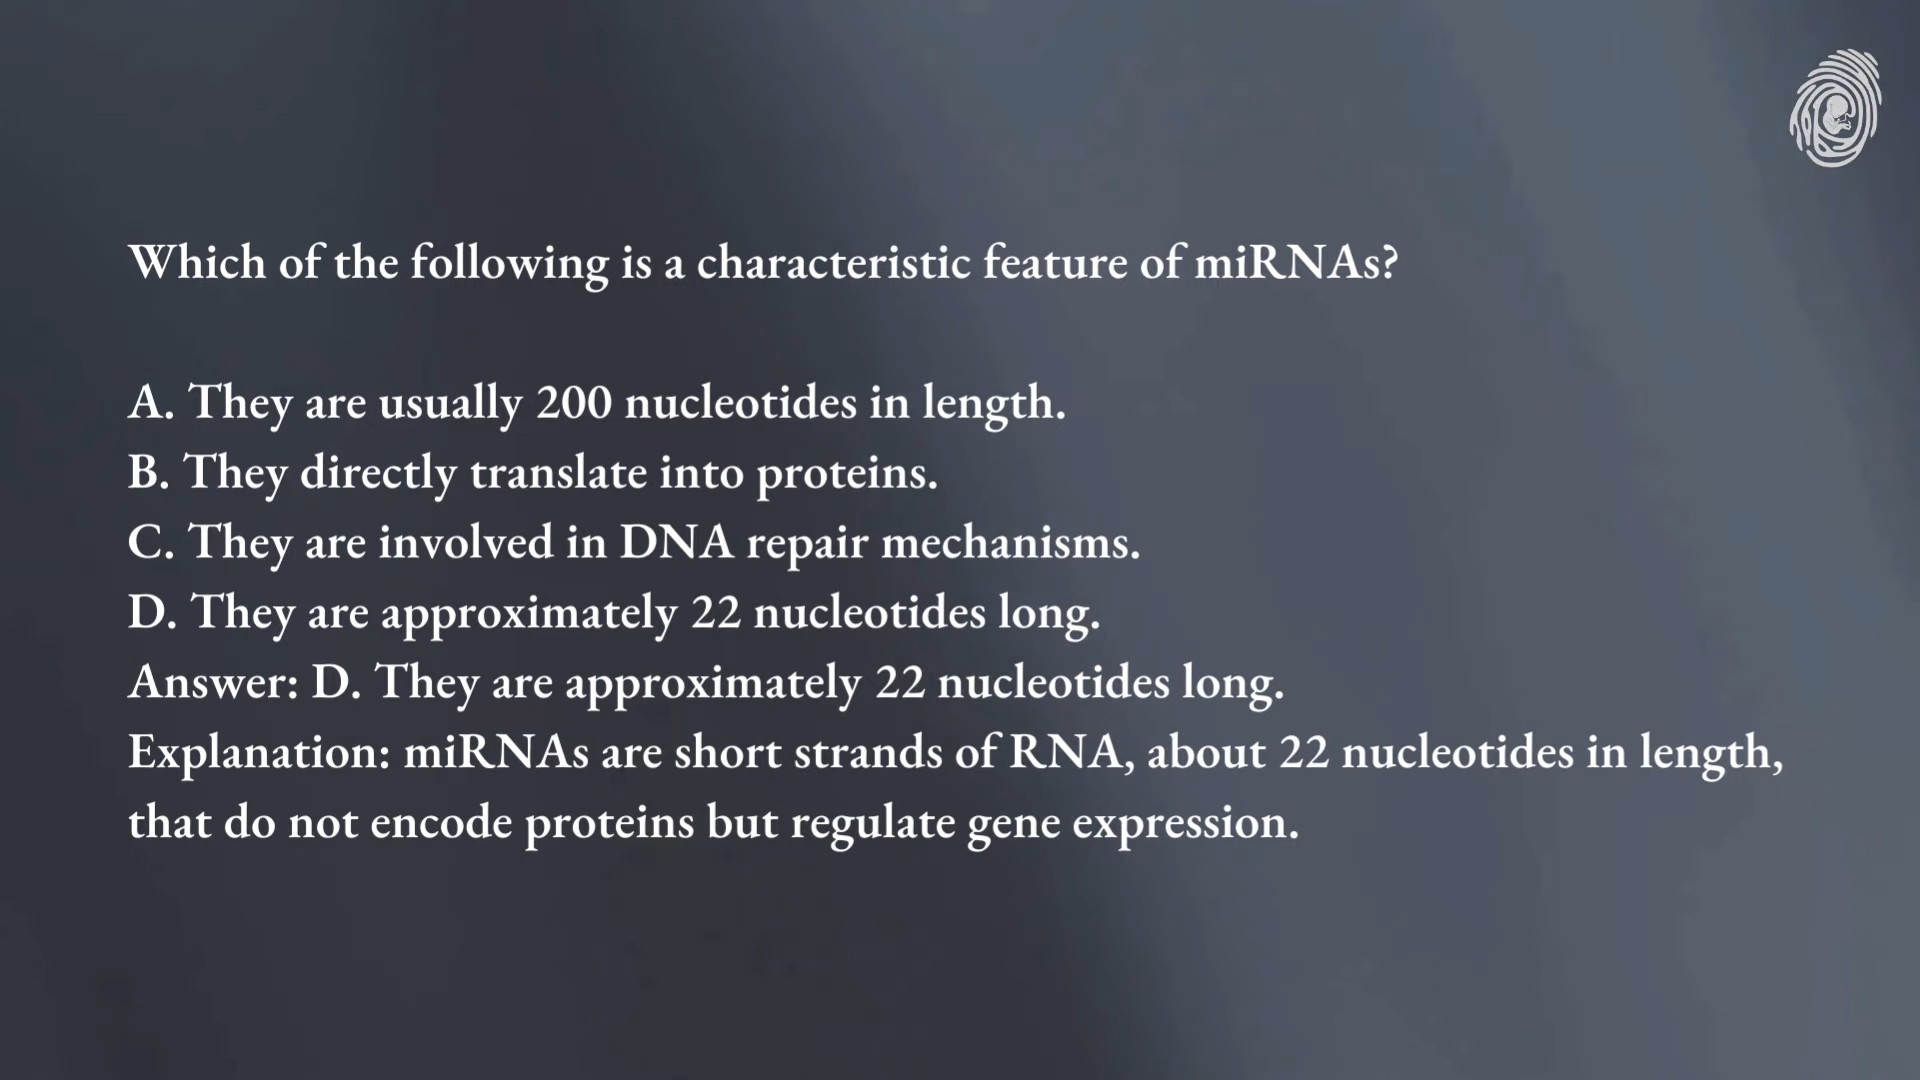 Which of the following is a characteristic feature of miRNAs?
A. They are usually 200 nucleotides in length.
B. They directly translate into proteins.
C. They are involved in DNA repair mechanisms.
D. They are approximately 22 nucleotides long.
Answer: D. They are approximately 22 nucleotides long.
Explanation: miRNAs are short strands of RNA, about 22 nucleotides in length,
that do not encode proteins but regulate gene expression.